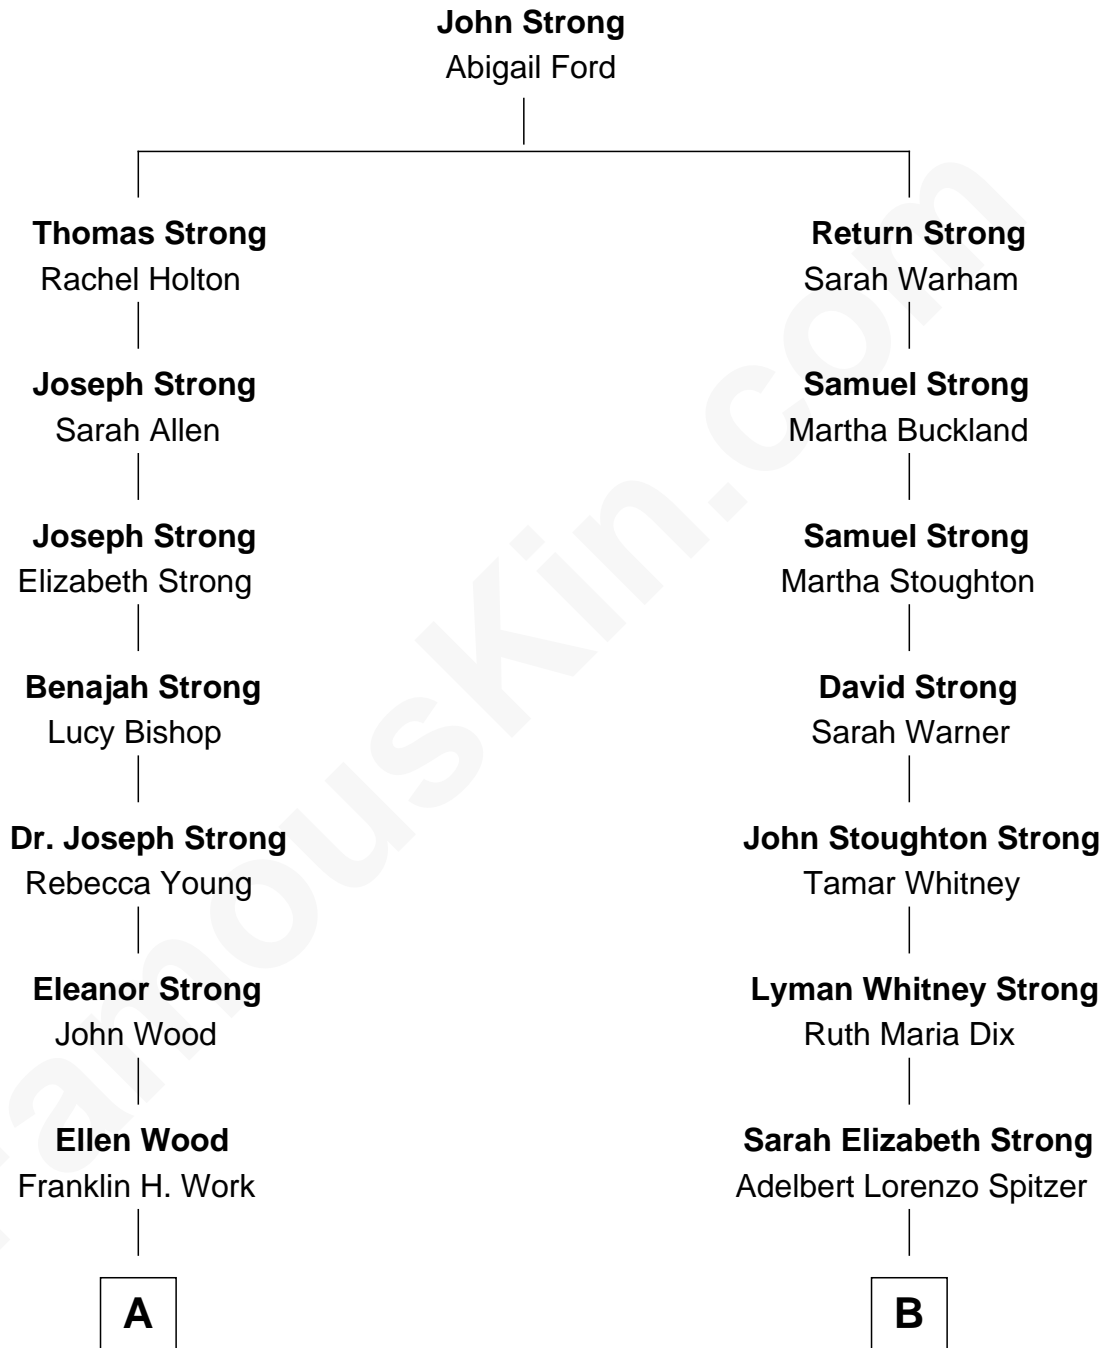 John Strong
Abigail Ford
Thomas Strong
Rachel Holton
Return Strong
Sarah Warham
Joseph Strong
Sarah Allen
Samuel Strong
Martha Buckland
Joseph Strong
Elizabeth Strong
Samuel Strong
Martha Stoughton
Benajah Strong
Lucy Bishop
David Strong
Sarah Warner
Dr. Joseph Strong
Rebecca Young
John Stoughton Strong
Tamar Whitney
Eleanor Strong
John Wood
Lyman Whitney Strong
Ruth Maria Dix
Ellen Wood
Franklin H. Work
Sarah Elizabeth Strong
Adelbert Lorenzo Spitzer
A
B
FamousKin.com